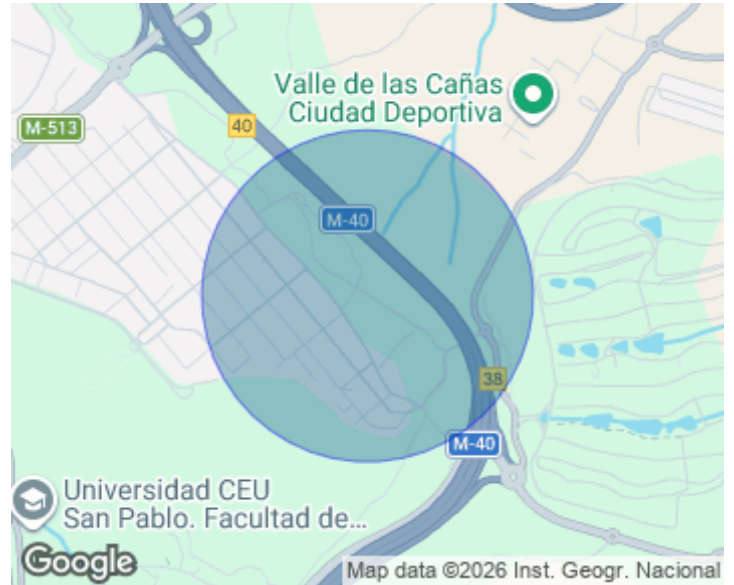 Valle de las Cañas
Ciudad Deportiva
M-513
40
M-40
38
M-40
Universidad CEU
San Pablo. Facultad de...
Google
Map data ©2026 Inst. Geogr. Nacional